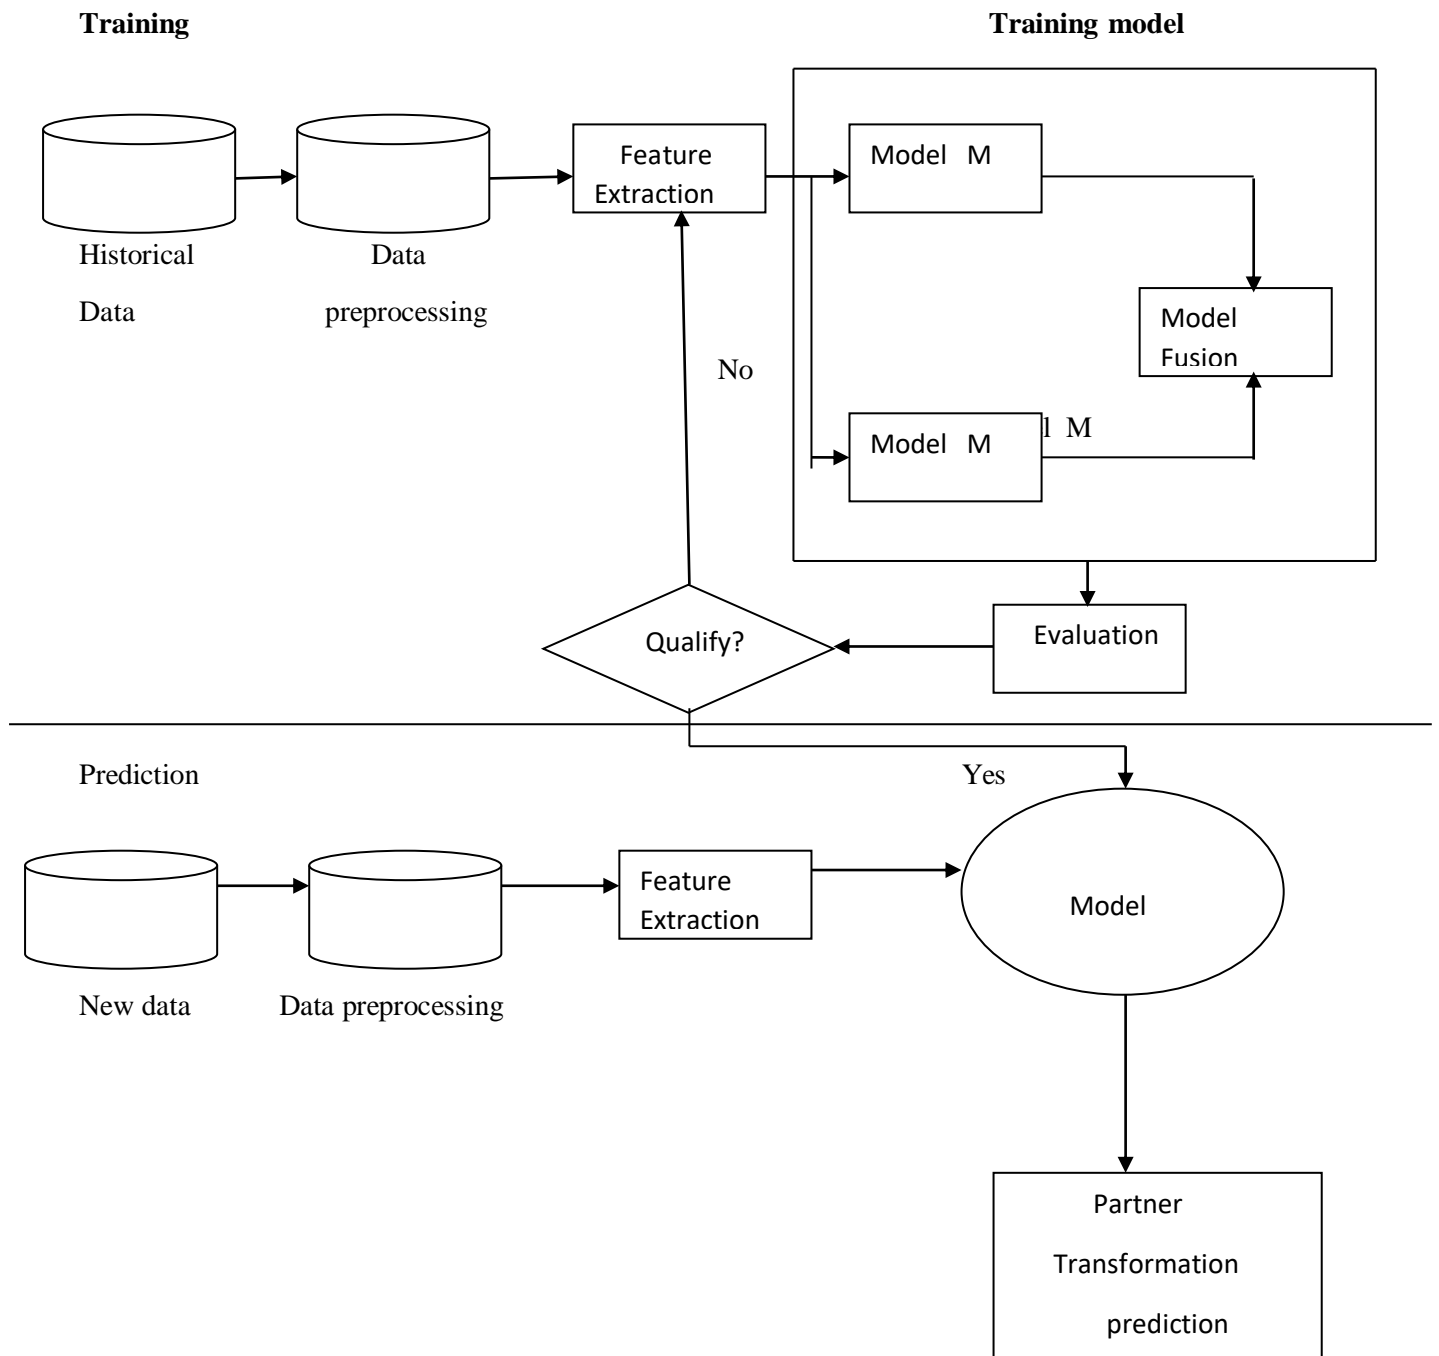 Training
Training model
Feature
Extraction
Model M
Historical
Data
Data
preprocessing
Model
Fusion
No
l M
Model M
Qualify?
Evaluation
Prediction
Yes
Feature
Extraction
Model
New data
Data preprocessing
Partner
Transformation
prediction